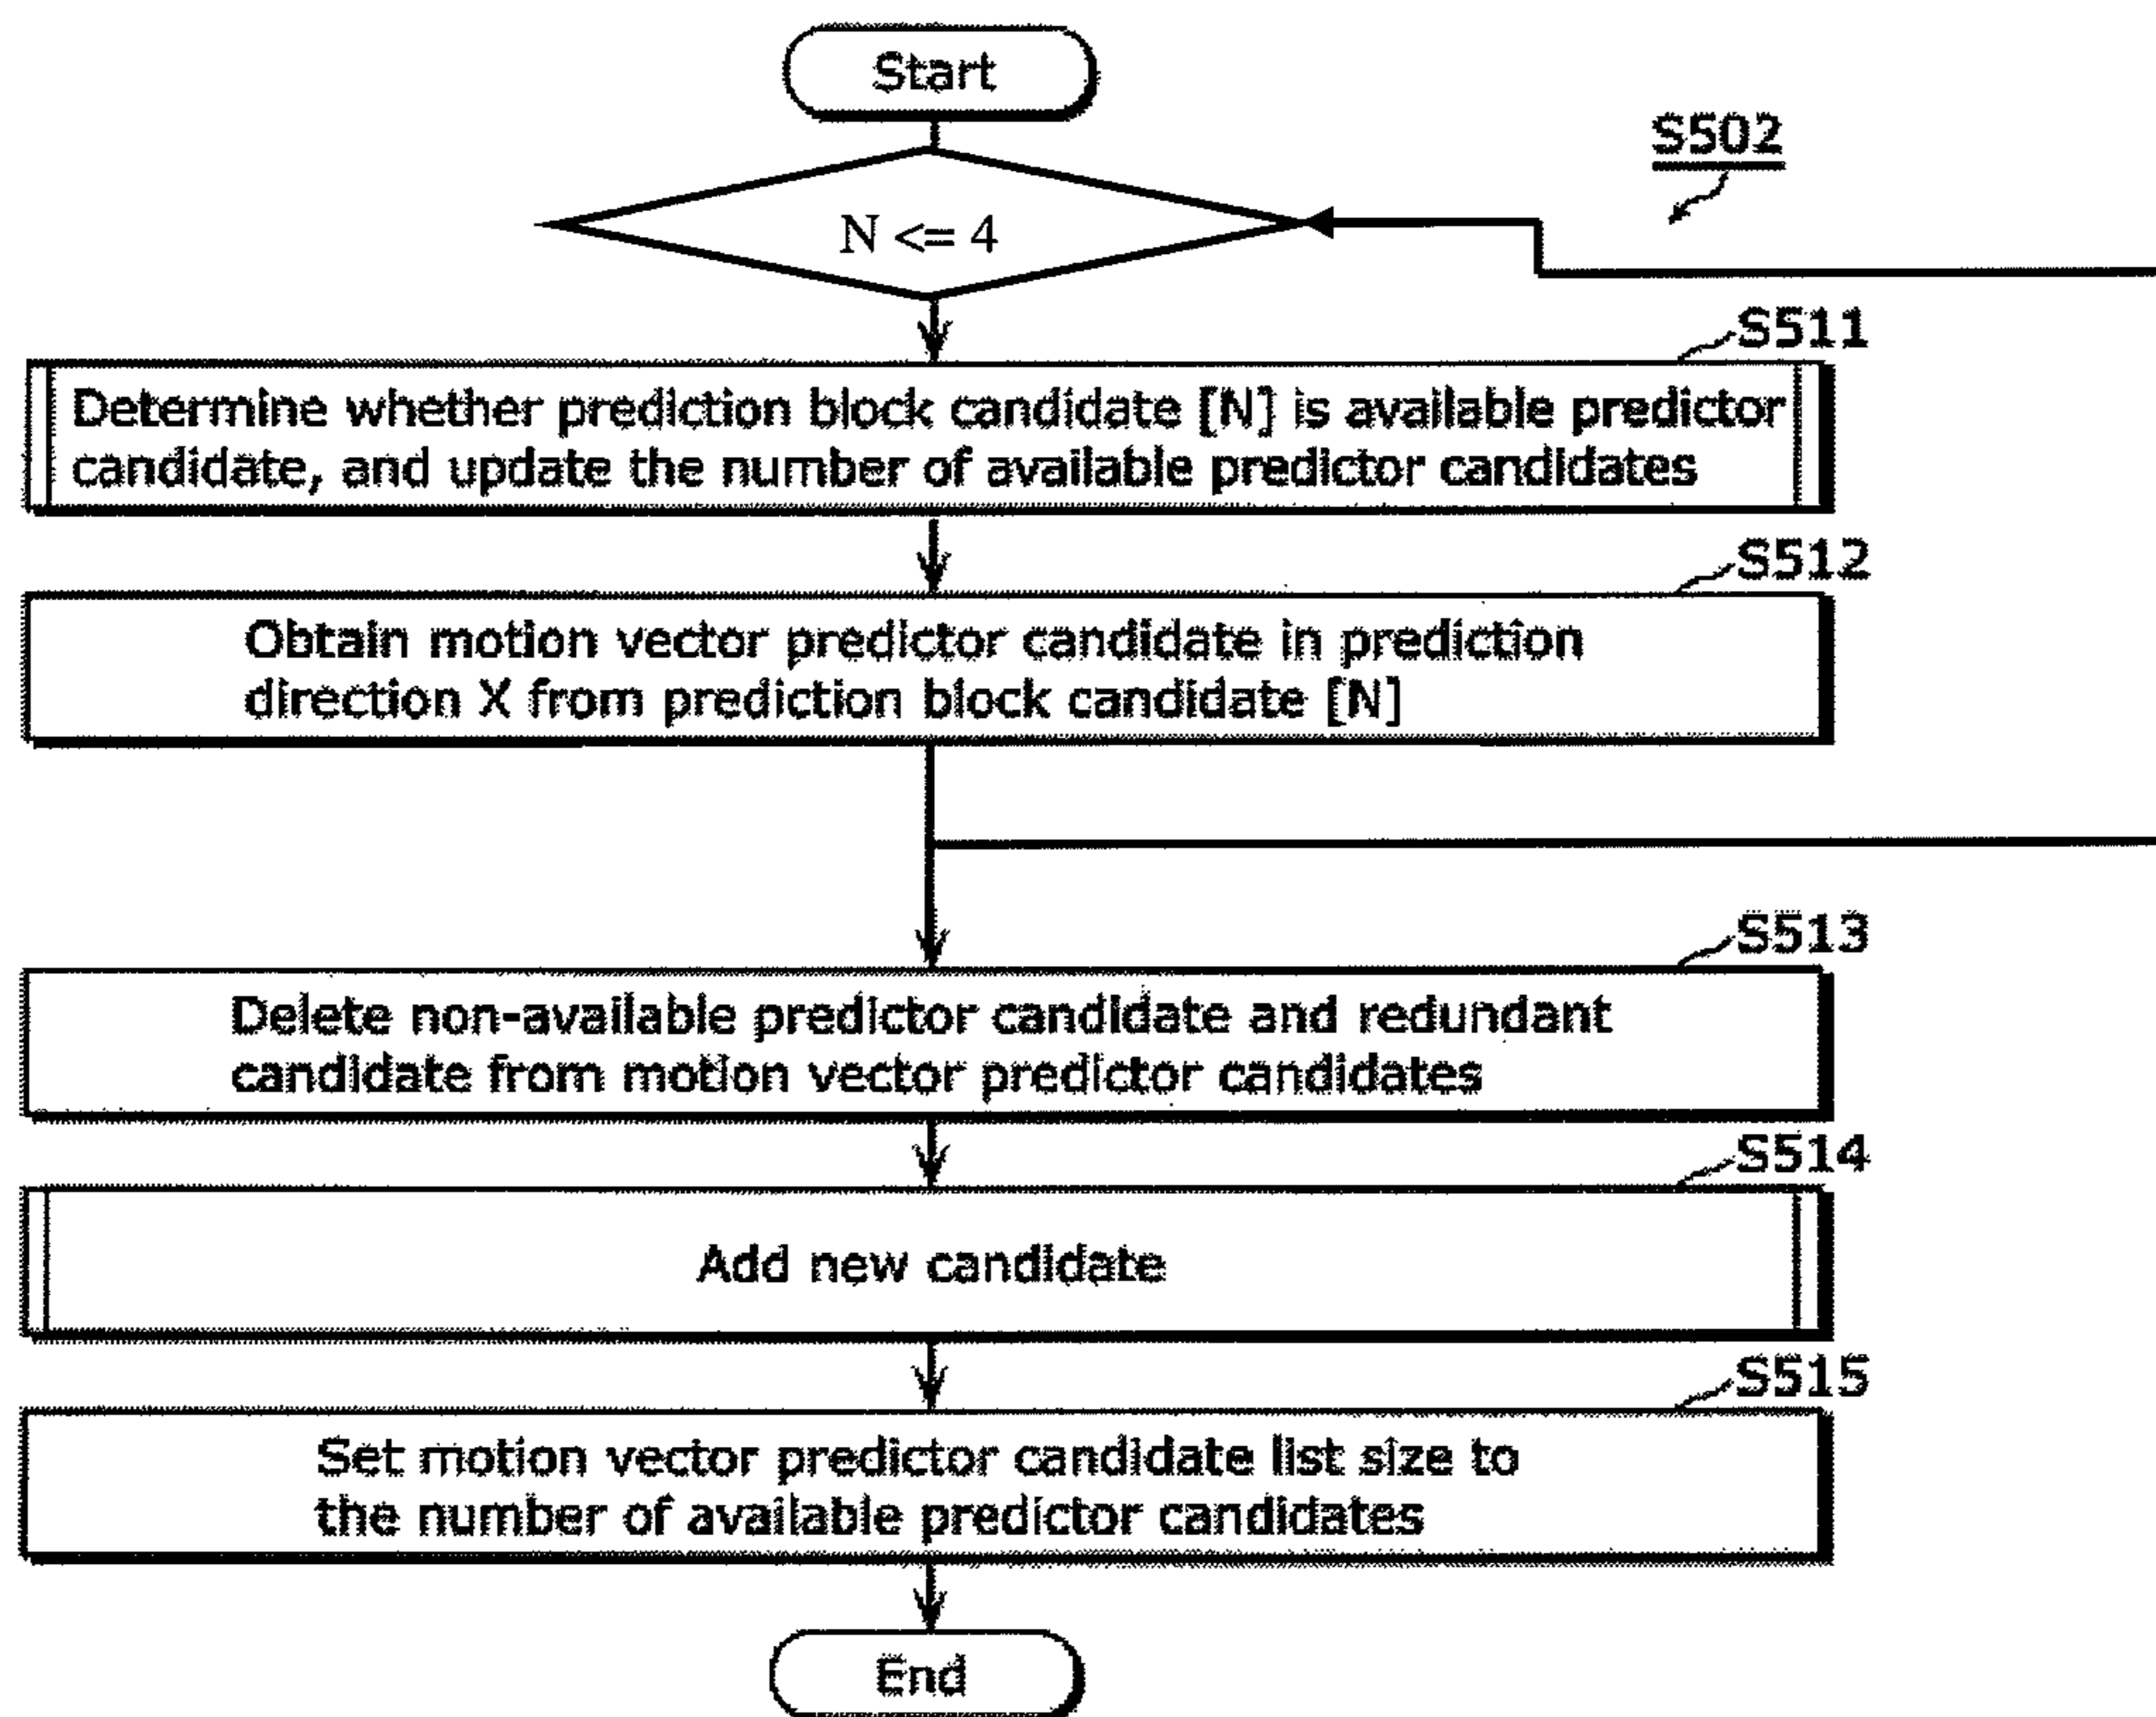 Start
S502
N <= 4
S511
Determine whether prediction block candidate [N] is available predictor
candidate, and update the number of available predictor candidates
S512
Obtain motion vector predictor candidate in prediction
direction X from prediction block candidate [N]
S513
Delete non-available predictor candidate and redundant
candidate from motion vector predictor candidates
S514
Add new candidate
S515
Set motion vector predictor candidate list size to
the number of available predictor candidates
End